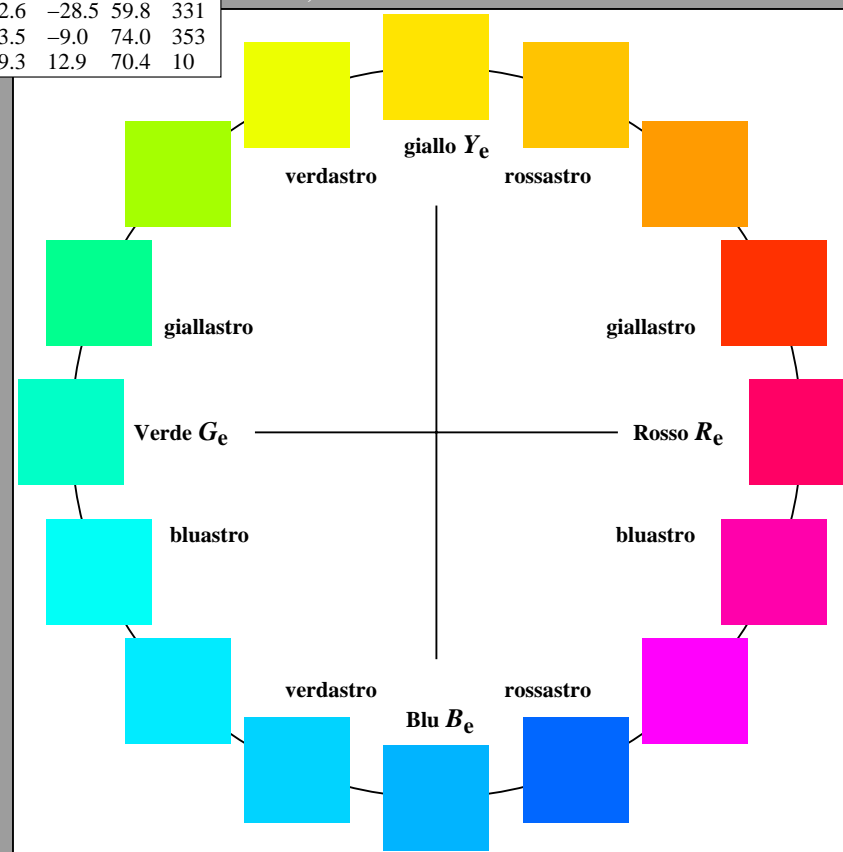 −28.5 59.8 331
−9.0 74.0 353
12.9 70.4 10
giallo Ye
verdastro rossastro
giallastro giallastro
Verde Ge Rosso Re
bluastro bluastro
verdastro rossastro
Blu Be